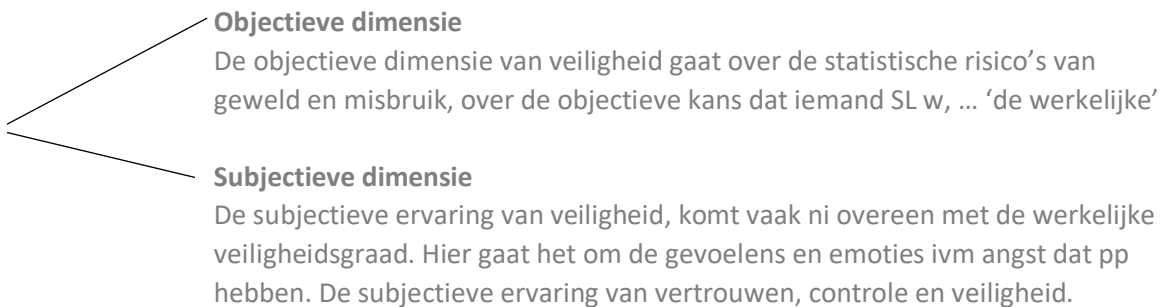 Objectieve dimensie
De objectieve dimensie van veiligheid gaat over de statistische risico’s van
geweld en misbruik, over de objectieve kans dat iemand SL w, … ‘de werkelijke’
Subjectieve dimensie
De subjectieve ervaring van veiligheid, komt vaak ni overeen met de werkelijke
veiligheidsgraad. Hier gaat het om de gevoelens en emoties ivm angst dat pp
hebben. De subjectieve ervaring van vertrouwen, controle en veiligheid.